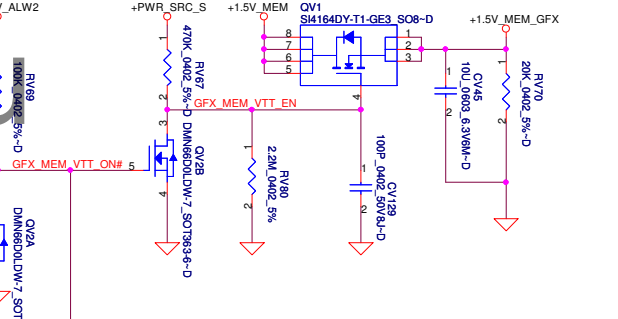 V_ALW2
+PWR_SRC_S
+1.5V_MEM
QV1
SI4164DY-T1-GE3_SO8~D
+1.5V_MEM_GFX
8
7
6
5
1
2
3
4
1
2
470K_0402_5%~D
RV67
RV69
100K_0402_5%~D
GFX_MEM_VTT_EN
1
2
CV45
10U_0603_6.3V6M~D
1
2
RV70
20K_0402_5%~D
GFX_MEM_VTT_ON#
5
3
4
QV2B
DMN66D0LDW-7_SOT363-6~D
1
2
RV80
2.2M_0402_5%
1
2
CV129
100P_0402_50V8J~D
QV2A
DMN66D0LDW-7_SOT